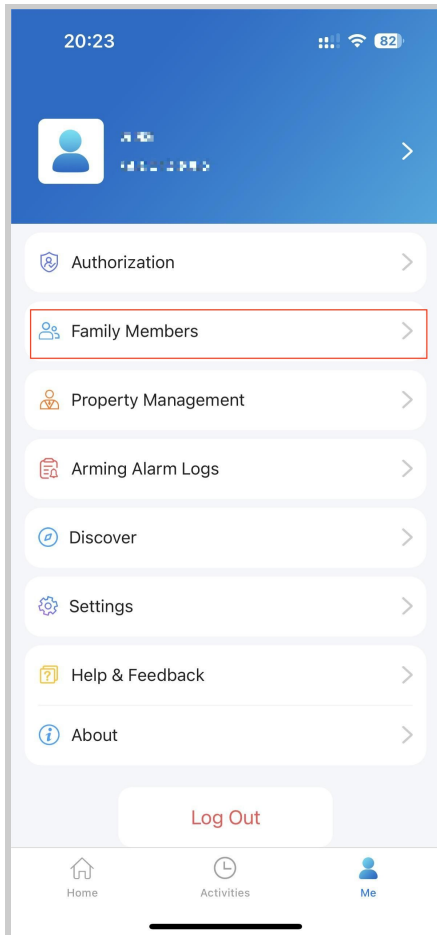 20:23
82
Authorization
Family Members
Property Management
Arming Alarm Logs
Discover
Settings
Help & Feedback
About
Log Out
Home
Activities
Me